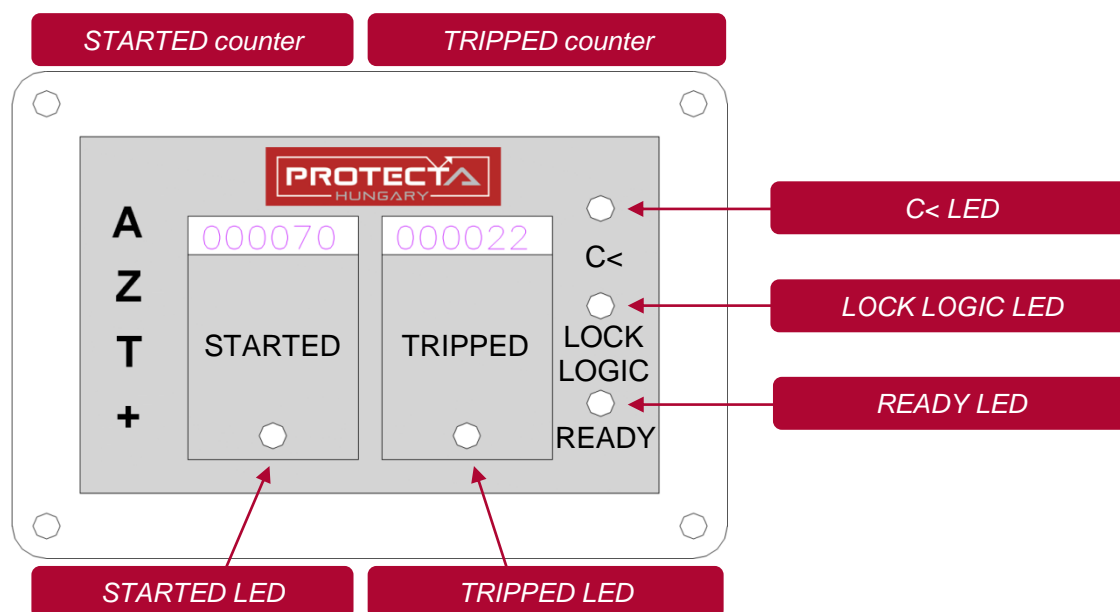 STARTED counter
TRIPPED counter
PROTECTA
HUNGARY
A
Z
T
+
000070
000022
STARTED
TRIPPED
C<
LOCK
LOGIC
READY
C< LED
LOCK LOGIC LED
READY LED
STARTED LED
TRIPPED LED